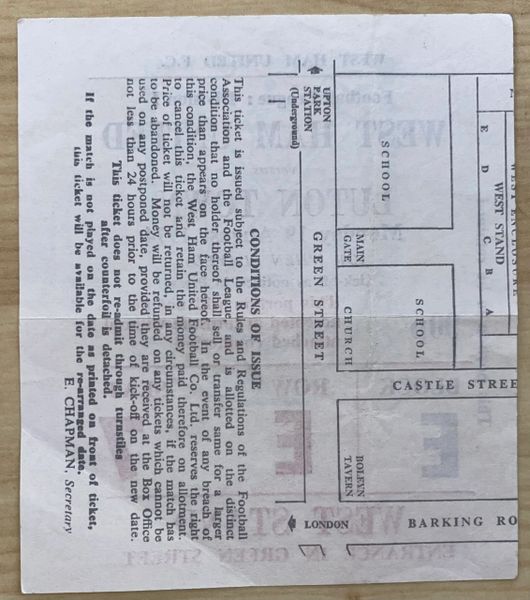 WEST ENCLOSURE
WEST STAND
E D C B A
SCHOOL
SCHOOL
CASTLE STREE
BARKING RO
MAIN
GATE
CHURCH
BOLEYN
TAVERN
GREEN STREET
UPTON
PARK
STATION
(Underground)
LONDON
CONDITIONS OF ISSUE
This ticket is issued subject to the Rules and Regulations of the Football
Association and the Football League, and is allotted on the distinct
condition that no holder thereof shall sell or transfer same for a larger
price than appears on the face hereof. In the event of any breach of
this condition, the West Ham United Football Co. Ltd. reserves the right
to cancel this ticket and retain the money paid therefore on allotment.
Price of ticket will not be returned, in any circumstances, if the match has
to be abandoned. Money will be refunded on any tickets which cannot be
used on any postponed date, provided they are received at the Box Office
not less than 24 hours prior to the time of kick-off on the new date.
This ticket does not re-admit through turnstiles
after counterfoil is detached.
If the match is not played on the date as printed on front of ticket,
this ticket will be available for the re-arranged date.
E. CHAPMAN, Secretary